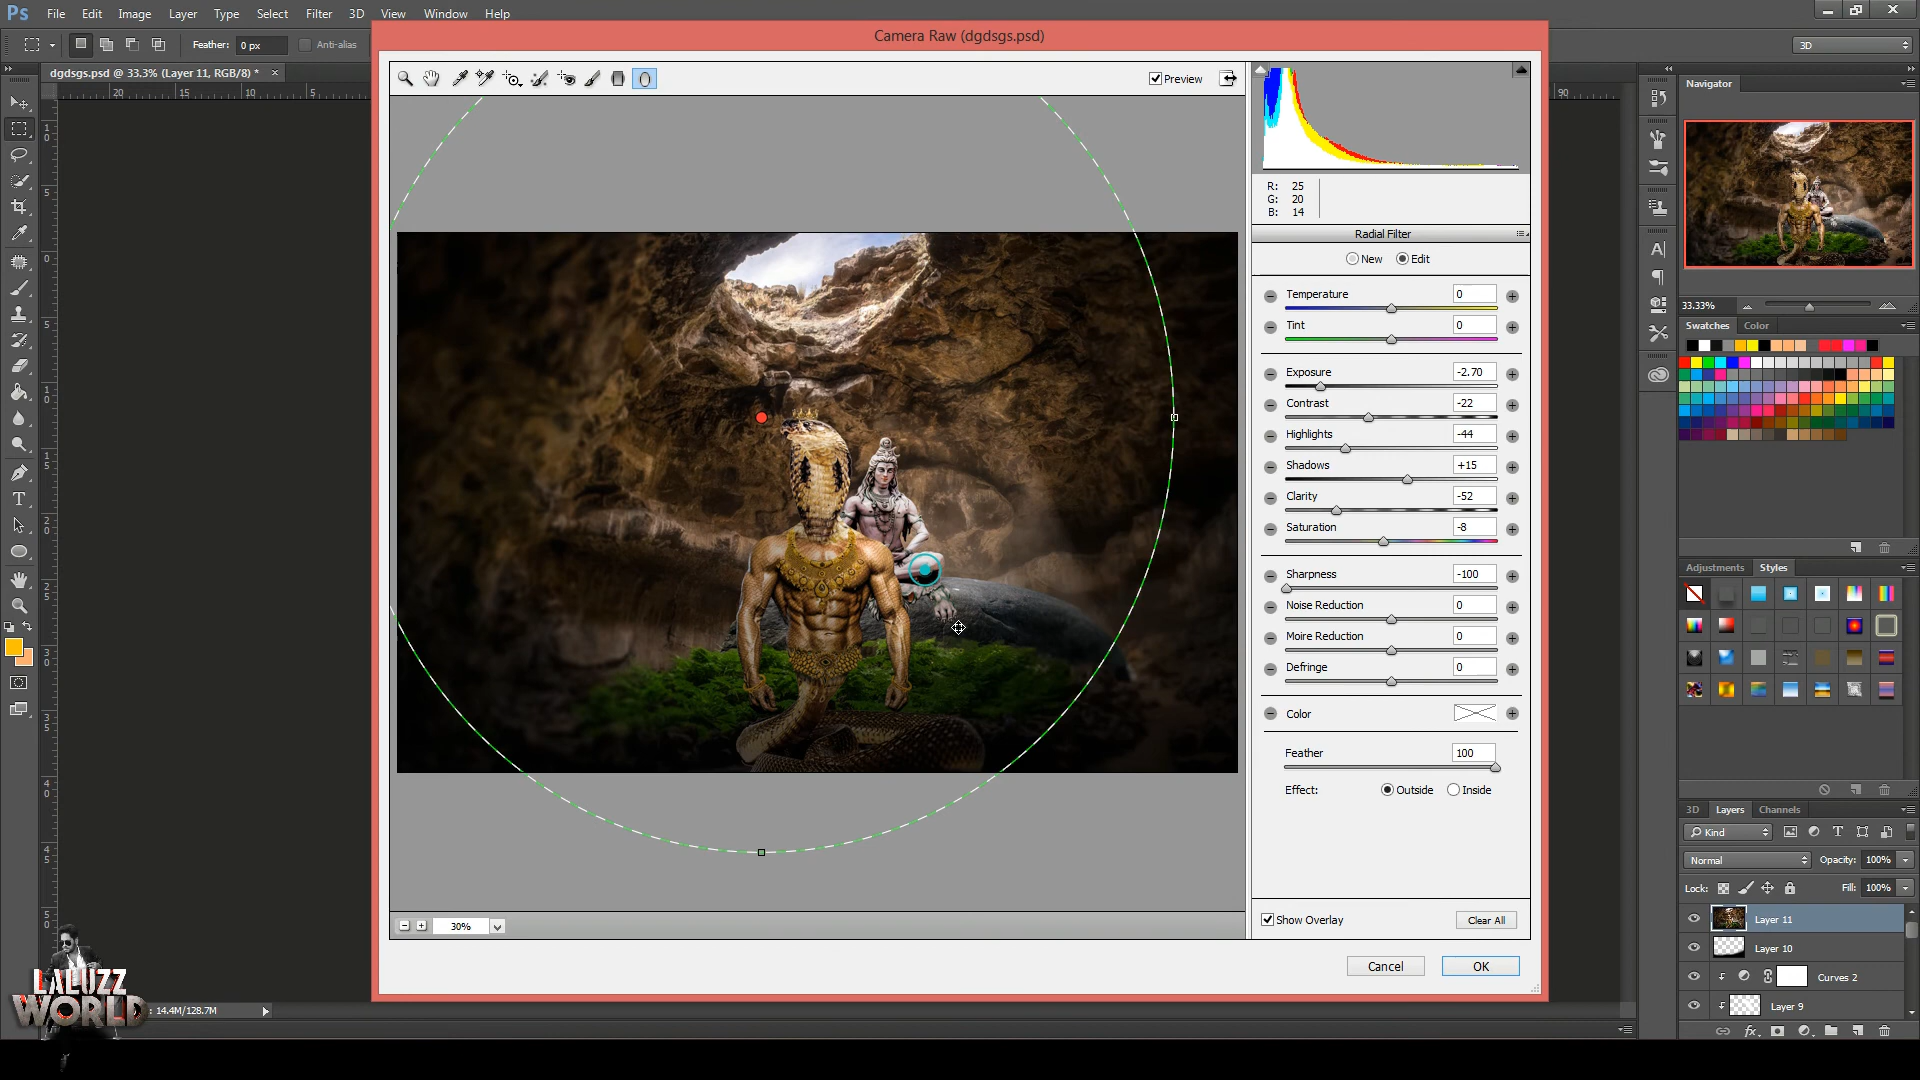 Ps File Edit Image Layer Type Select Filter 3D View Window Help
Feather: 0 px Anti-alias
3D
Camera Raw (dgdsgs.psd)
dgdsgs.psd @ 33.3% (Layer 11, RGB/8) * ×
20 15 10 5
90
Preview
R: 25
G: 20
B: 14
Radial Filter
New Edit
Temperature 0
Tint 0
Exposure -2.70
Contrast -22
Highlights -44
Shadows +15
Clarity -52
Saturation -8
Sharpness -100
Noise Reduction 0
Moire Reduction 0
Defringe 0
Color
Feather 100
Effect: Outside Inside
Show Overlay Clear All
30%
Cancel OK
Navigator
33.33%
Swatches Color
Adjustments Styles
3D Layers Channels
Kind
Normal Opacity: 100%
Lock: Fill: 100%
Layer 11
Layer 10
Curves 2
Layer 9
LALUZZ
WORLD
: 14.4M/128.7M